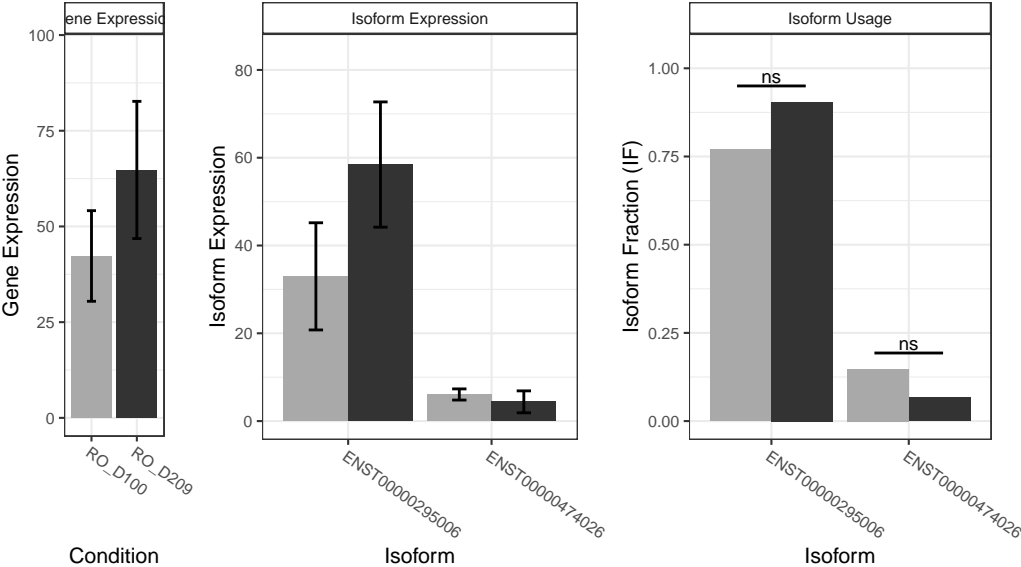 ene Expressio
Gene Expression
100
75
50
25
0
RO_D100
RO_D209
Condition
Isoform Expression
Isoform Expression
80
60
40
20
0
ENST00000295006
ENST00000474026
Isoform
Isoform Usage
Isoform Fraction (IF)
1.00
0.75
0.50
0.25
0.00
ns
ns
ENST00000295006
ENST00000474026
Isoform